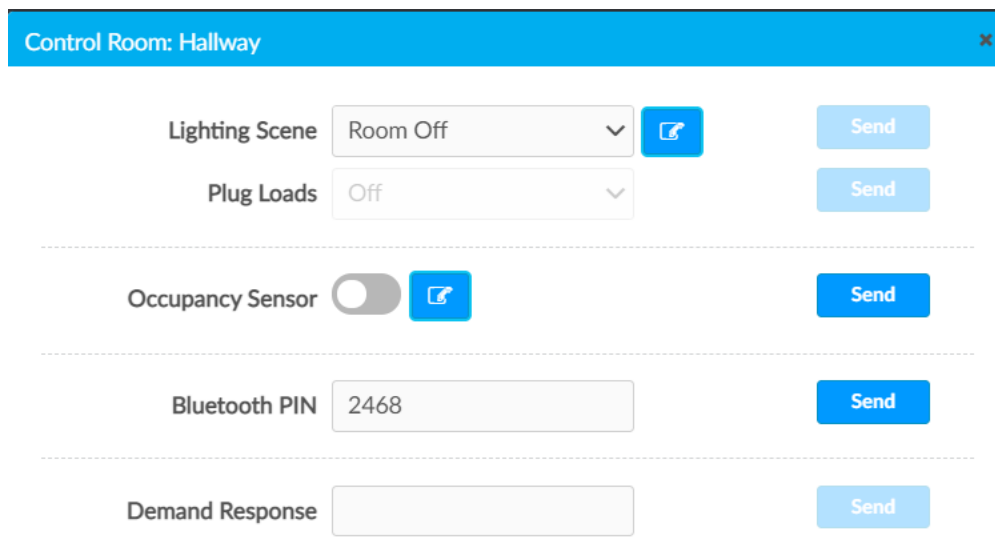 Control Room: Hallway
Lighting Scene Room Off Send
Plug Loads Off Send
Occupancy Sensor Send
Bluetooth PIN 2468 Send
Demand Response Send